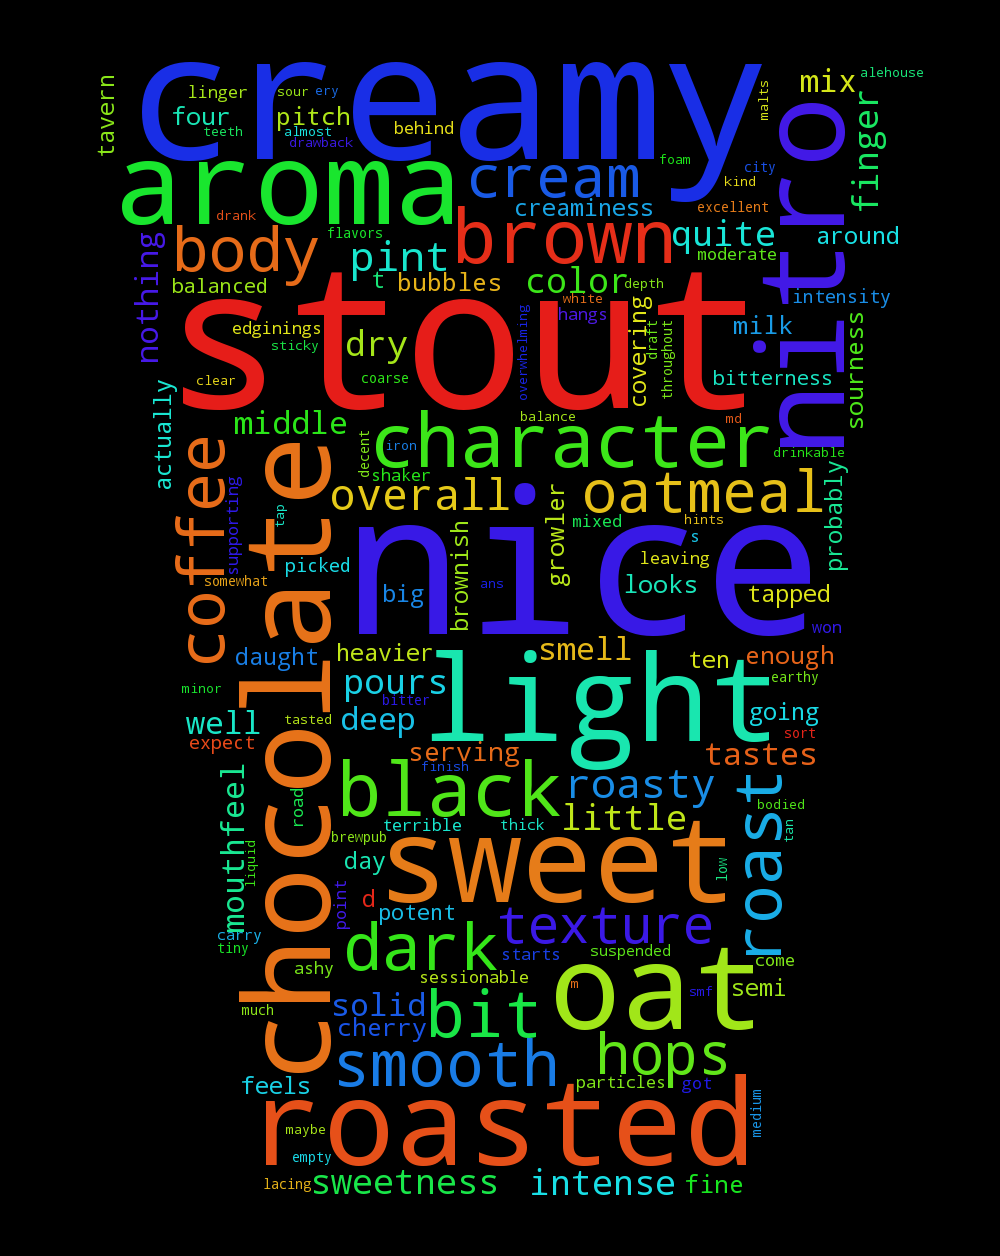 creamy
nitro
tavern
linger
sour
ery
four
pitch
teeth
almost
drawback
behind
malts
mix
alehouse
finger
aroma
cream
foam
city
kind
creaminess
excellent
drank
flavors
brown
body
pint
quite
around
moderate
nothing
balanced
t
bubbles
color
depth
white
hangs
intensity
stout
edginings
sticky
dry
overwhelming
covering
draft
throughout
milk
sourness
clear
coarse
bitterness
actually
middle
balance
md
character
drinkable
coffee
chocolate
decent
iron
shaker
overall
oatmeal
probably
supporting
tap
growler
mixed
hints
s
nice
brownish
picked
leaving
somewhat
big
ans
looks
tapped
won
daught
heavier
smell
ten
enough
light
earthy
minor
pours
bitter
well
tasted
deep
going
expect
serving
tastes
sort
finish
mouthfeel
road
black
roasty
roast
bodied
little
terrible
thick
brewpub
tan
liquid
day
sweet
low
point
d
potent
texture
carry
tiny
dark
starts
suspended
come
ashy
sessionable
oat
m
smf
semi
much
solid
bit
cherry
hops
smooth
feels
particles
got
medium
roasted
maybe
empty
lacing
sweetness
intense
fine